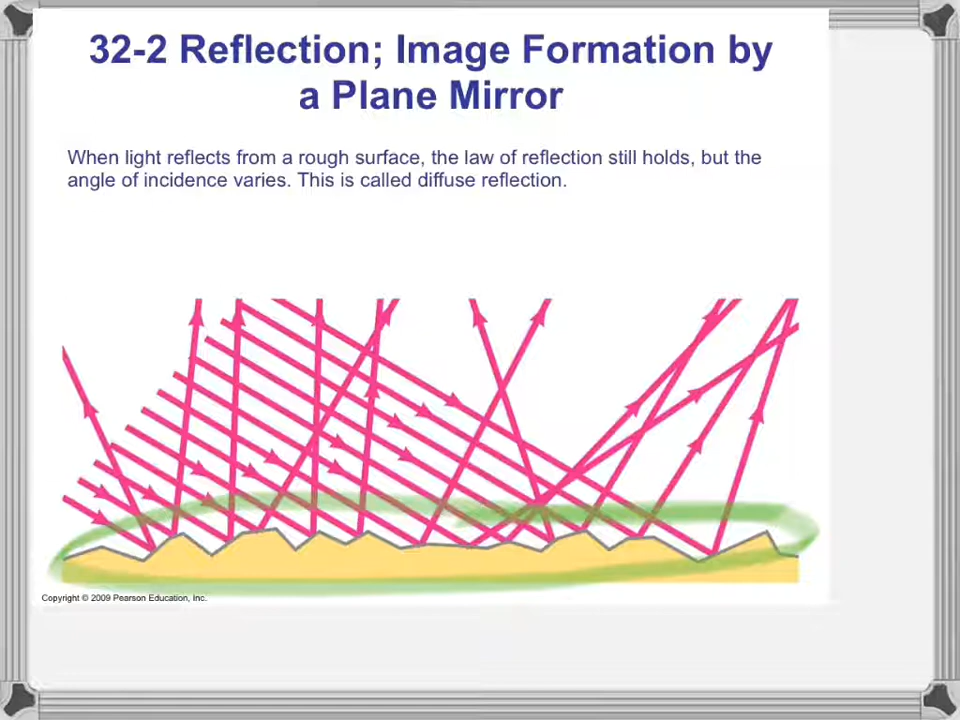 32-2 Reflection; Image Formation by
a Plane Mirror
When light reflects from a rough surface, the law of reflection still holds, but the
angle of incidence varies. This is called diffuse reflection.
Copyright © 2009 Pearson Education, Inc.